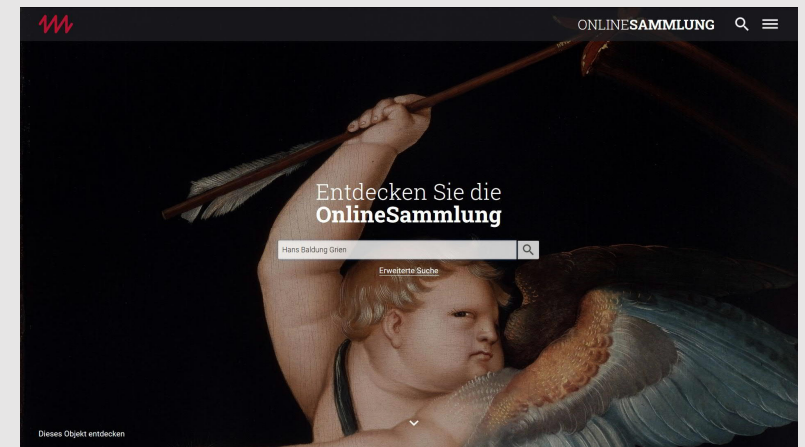 ONLINESAMMLUNG
Entdecken Sie die
OnlineSammlung
Hans Baldung Grien
Erweiterte Suche
Dieses Objekt entdecken